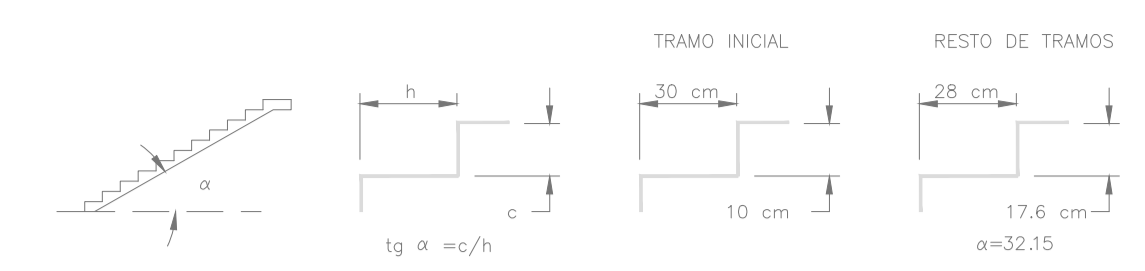 TRAMO INICIAL
RESTO DE TRAMOS
h
30 cm
28 cm
α
c
10 cm
17.6 cm
tg α =c/h
α=32.15